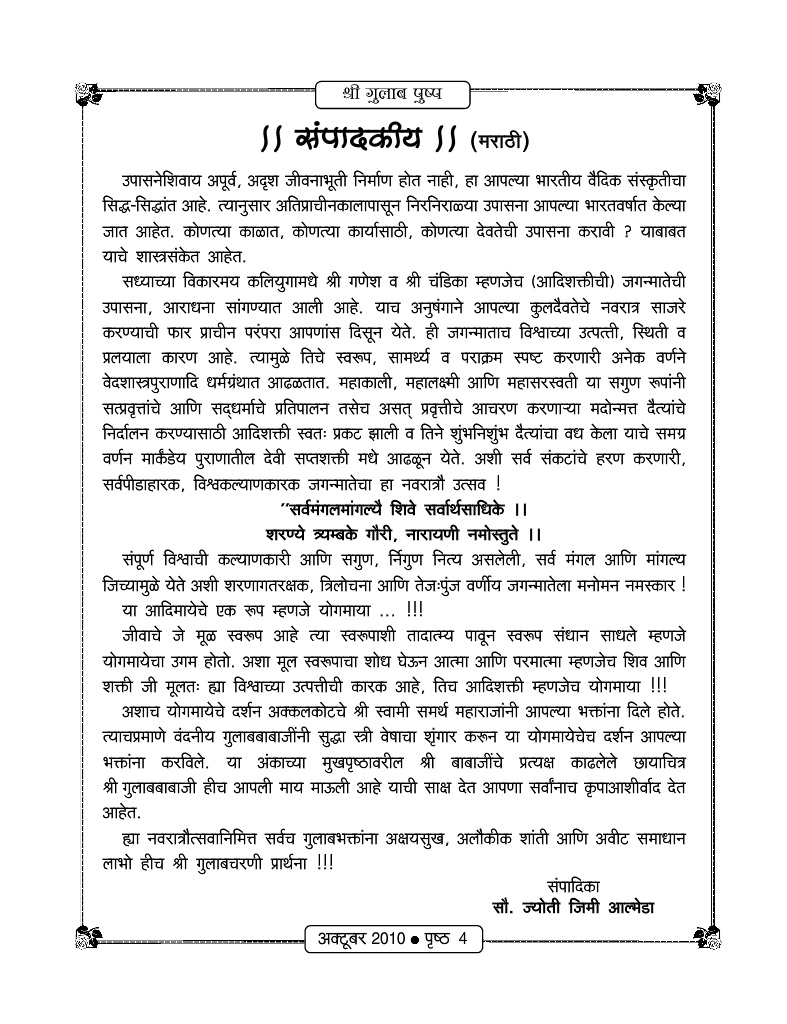 श्री गुलाब पुष्प
।। संपादकीय ।। (मराठी)
उपासनेशिवाय अपूर्व, अदृश जीवनाभूती निर्माण होत नाही, हा आपल्या भारतीय वैदिक संस्कृतीचा
सिद्ध-सिद्धांत आहे. त्यानुसार अतिप्राचीनकालापासून निरनिराळ्या उपासना आपल्या भारतवर्षात केल्या
जात आहेत. कोणत्या काळात, कोणत्या कार्यासाठी, कोणत्या देवतेची उपासना करावी ? याबाबत
याचे शास्त्रसंकेत आहेत.
सध्याच्या विकारमय कलियुगामधे श्री गणेश व श्री चंडिका म्हणजेच (आदिशक्तीची) जगन्मातेची
उपासना, आराधना सांगण्यात आली आहे. याच अनुषंगाने आपल्या कुलदैवतेचे नवरात्र साजरे
करण्याची फार प्राचीन परंपरा आपणांस दिसून येते. ही जगन्माताच विश्वाच्या उत्पत्ती, स्थिती व
प्रलयाला कारण आहे. त्यामुळे तिचे स्वरूप, सामर्थ्य व पराक्रम स्पष्ट करणारी अनेक वर्णने
वेदशास्त्रपुराणादि धर्मग्रंथात आढळतात. महाकाली, महालक्ष्मी आणि महासरस्वती या सगुण रूपांनी
सत्प्रवृत्तांचे आणि सद्‌धर्माचे प्रतिपालन तसेच असत् प्रवृत्तीचे आचरण करणाऱ्या मदोन्मत्त दैत्यांचे
निर्दालन करण्यासाठी आदिशक्ती स्वतः प्रकट झाली व तिने शुंभनिशुंभ दैत्यांचा वध केला याचे समग्र
वर्णन मार्कंडेय पुराणातील देवी सप्तशक्ती मधे आढळून येते. अशी सर्व संकटांचे हरण करणारी,
सर्वपीडाहारक, विश्वकल्याणकारक जगन्मातेचा हा नवरात्रौ उत्सव !
"सर्वमंगलमांगल्यै शिवे सर्वार्थसाधिके ।।
शरण्ये त्र्यम्बके गौरी, नारायणी नमोस्तुते ।।
संपूर्ण विश्वाची कल्याणकारी आणि सगुण, र्निगुण नित्य असलेली, सर्व मंगल आणि मांगल्य
जिच्यामुळे येते अशी शरणागतरक्षक, त्रिलोचना आणि तेजःपुंज वर्णीय जगन्मातेला मनोमन नमस्कार !
या आदिमायेचे एक रूप म्हणजे योगमाया ... !!!
जीवाचे जे मूळ स्वरूप आहे त्या स्वरूपाशी तादात्म्य पावून स्वरूप संधान साधले म्हणजे
योगमायेचा उगम होतो. अशा मूल स्वरूपाचा शोध घेऊन आत्मा आणि परमात्मा म्हणजेच शिव आणि
शक्ती जी मूलतः ह्या विश्वाच्या उत्पत्तीची कारक आहे, तिच आदिशक्ती म्हणजेच योगमाया !!!
अशाच योगमायेचे दर्शन अक्कलकोटचे श्री स्वामी समर्थ महाराजांनी आपल्या भक्तांना दिले होते.
त्याचप्रमाणे वंदनीय गुलाबबाबाजींनी सुद्धा स्त्री वेषाचा शृंगार करून या योगमायेचेच दर्शन आपल्या
भक्तांना करविले. या अंकाच्या मुखपृष्ठावरील श्री बाबाजींचे प्रत्यक्ष काढलेले छायाचित्र
श्री गुलाबबाबाजी हीच आपली माय माऊली आहे याची साक्ष देत आपणा सर्वांनाच कृपाआशीर्वाद देत
आहेत.
ह्या नवरात्रौत्सवानिमित्त सर्वच गुलाबभक्तांना अक्षयसुख, अलौकीक शांती आणि अवीट समाधान
लाभो हीच श्री गुलाबचरणी प्रार्थना !!!
संपादिका
सौ. ज्योती जिमी आल्मेडा
अक्टूबर 2010 ● पृष्ठ 4